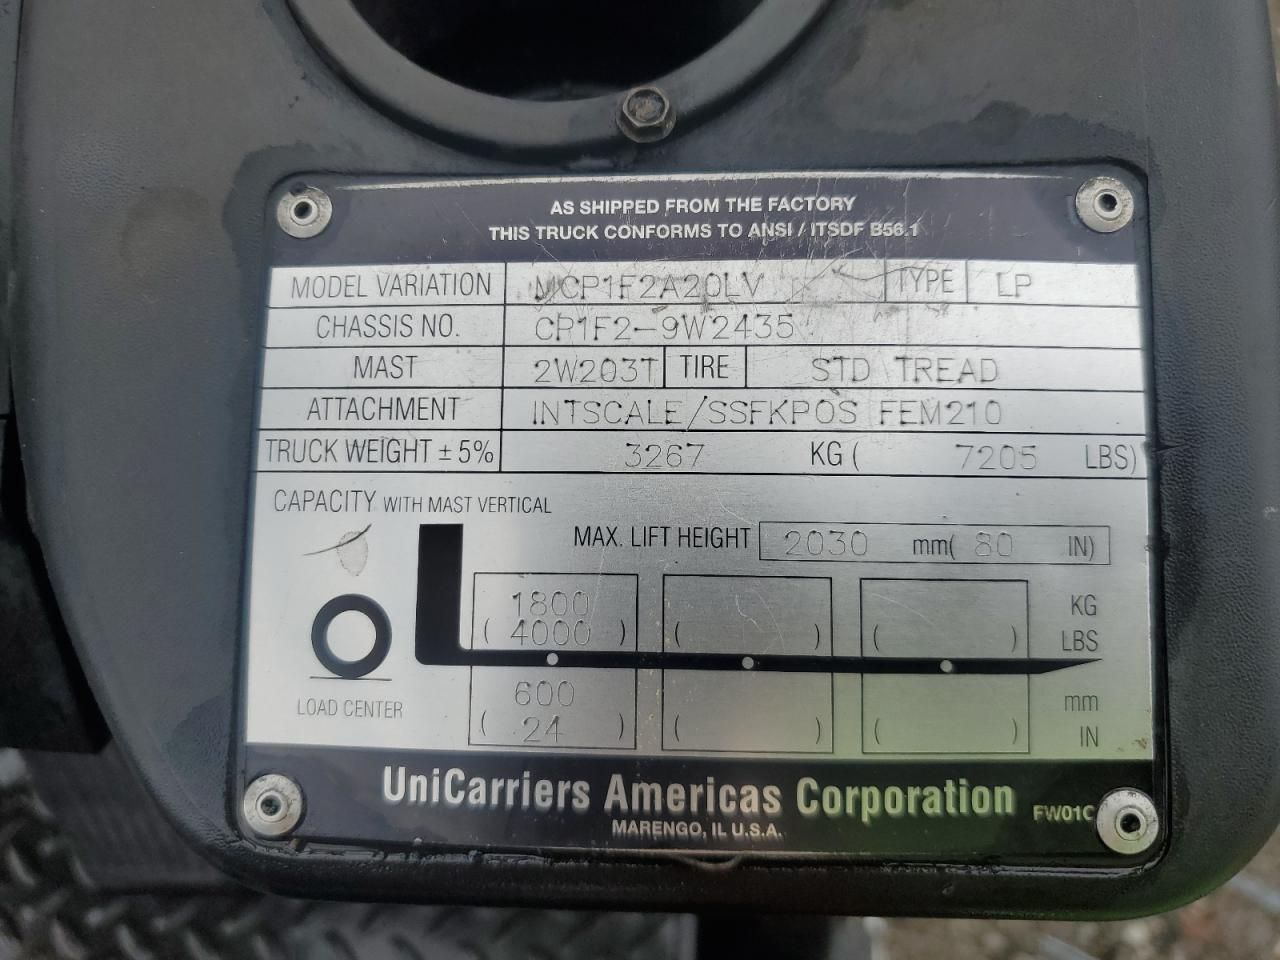 AS SHIPPED FROM THE FACTORY
THIS TRUCK CONFORMS TO ANSI / ITSDF B56.1
MODEL VARIATION MCP1F2A20LV TYPE LP
CHASSIS NO. CP1F2-9W2435
MAST 2W203T TIRE STD TREAD
ATTACHMENT INTSCALE/SSFKPOS FEM210
TRUCK WEIGHT ± 5% 3267 KG ( 7205 LBS)
CAPACITY WITH MAST VERTICAL
MAX. LIFT HEIGHT 2030 mm( 80 IN)
1800 KG
( 4000 ) ( ) ( ) LBS
600 mm
LOAD CENTER ( 24 ) ( ) ( ) IN
UniCarriers Americas Corporation FW01C
MARENGO, IL U.S.A.